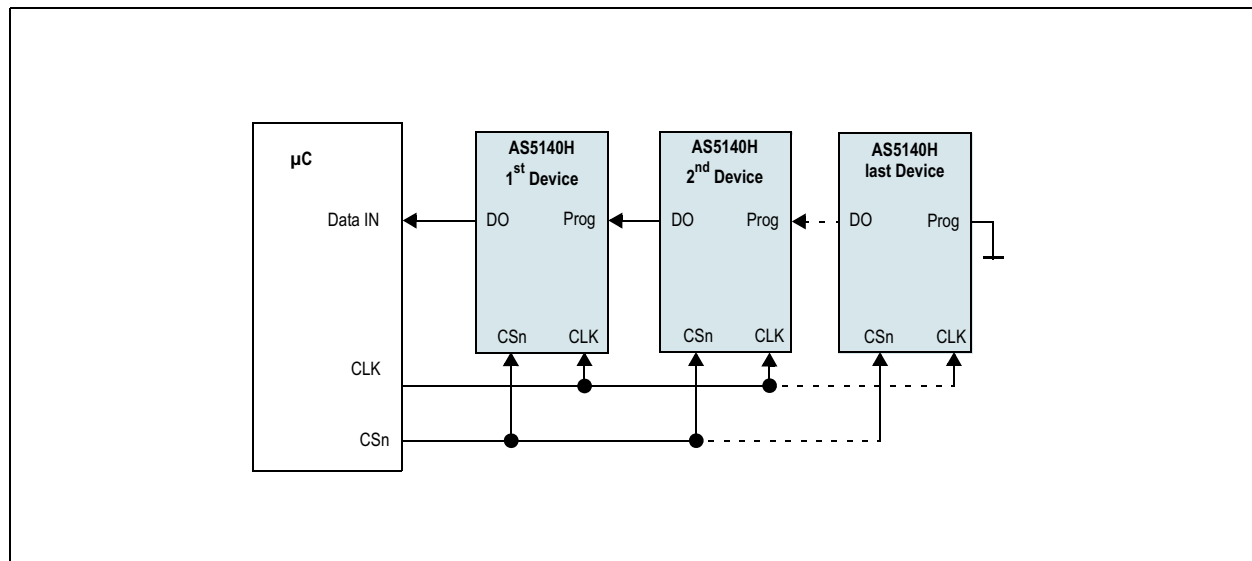 µC
Data IN
CLK
CSn
AS5140H
1st Device
DO
Prog
CSn
CLK
AS5140H
2nd Device
DO
Prog
CSn
CLK
AS5140H
last Device
DO
Prog
CSn
CLK